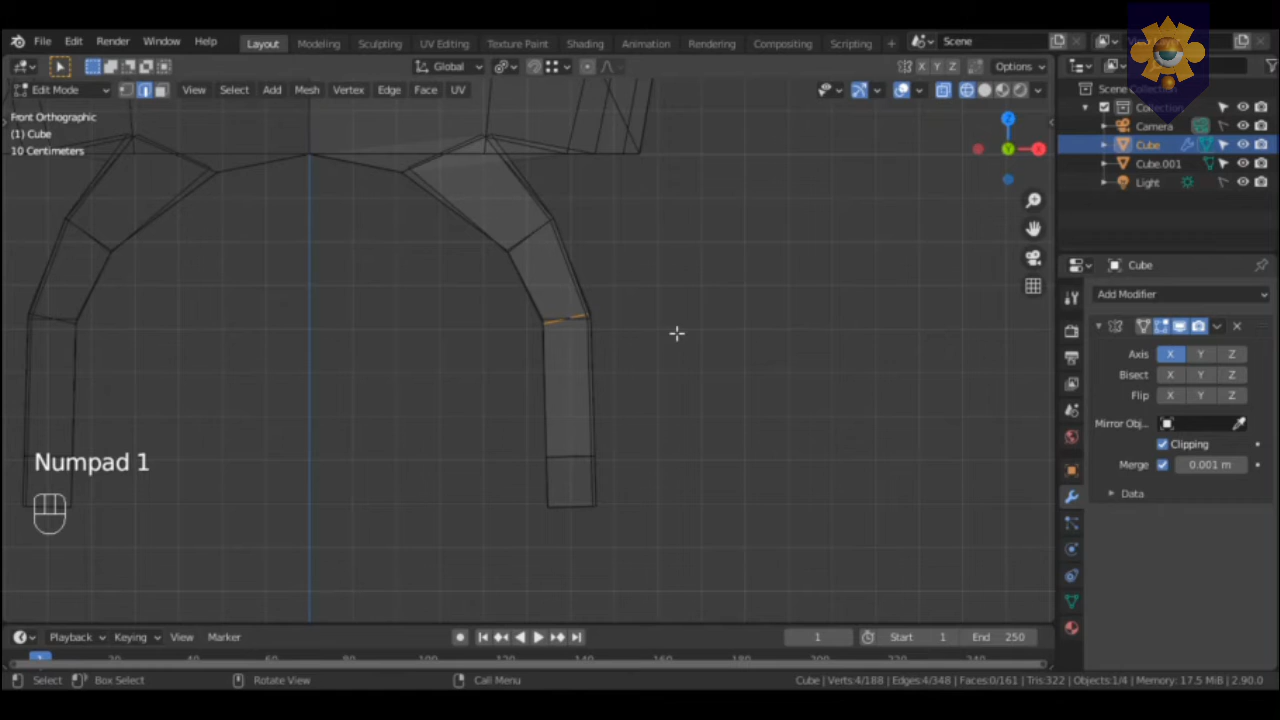 File Edit Render Window Help Layout Modeling Sculpting UV Editing Texture Paint Shading Animation Rendering Compositing Scripting + Scene
Global Options
Edit Mode View Select Add Mesh Vertex Edge Face UV
Front Orthographic
(1) Cube
10 Centimeters
Z
Y
X
Numpad 1
X Y Z
Scene Collection
Collection
Camera
Cube
Cube.001
Light
Cube
Add Modifier
Axis X Y Z
Bisect X Y Z
Flip X Y Z
Mirror Obj...
Clipping
Merge 0.001 m
Data
Playback Keying View Marker 1 Start 1 End 250
Select Box Select Rotate View Call Menu Cube | Verts:4/188 | Edges:4/348 | Faces:0/161 | Tris:322 | Objects:1/4 | Memory: 17.5 MiB | 2.90.0